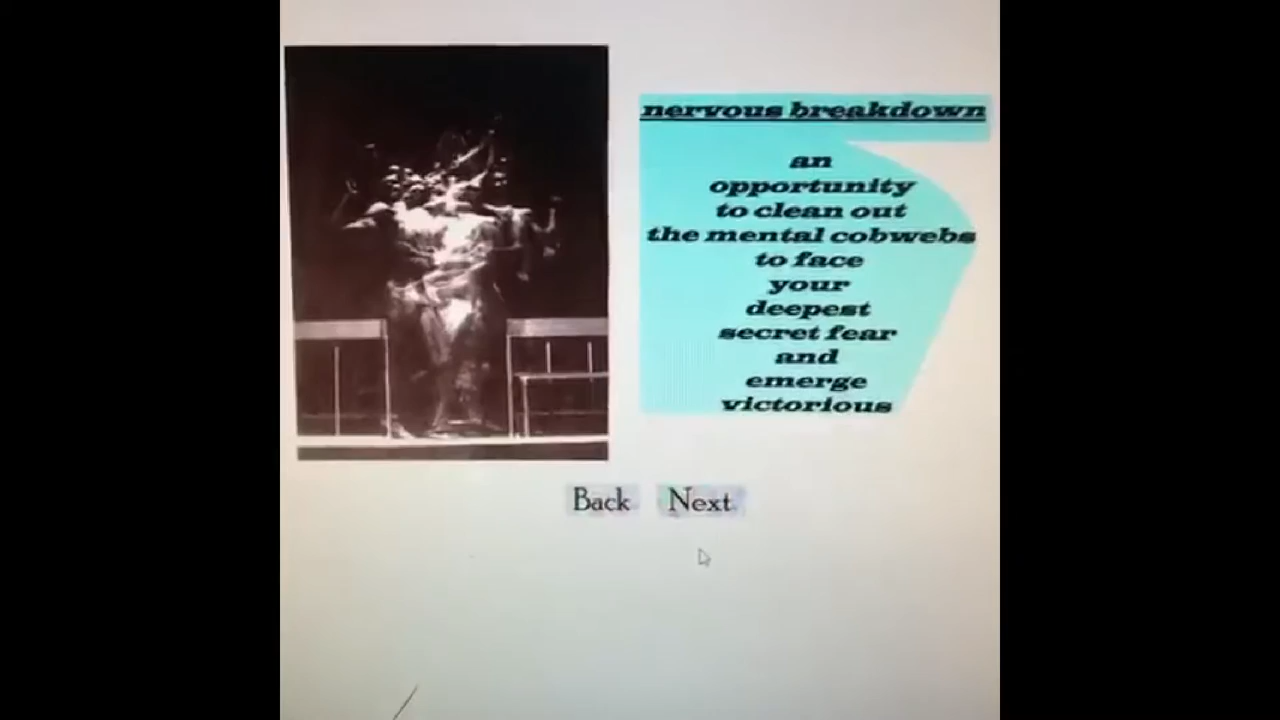 nervous breakdown
an
opportunity
to clean out
the mental cobwebs
to face
your
deepest
secret fear
and
emerge
victorious
Back
Next